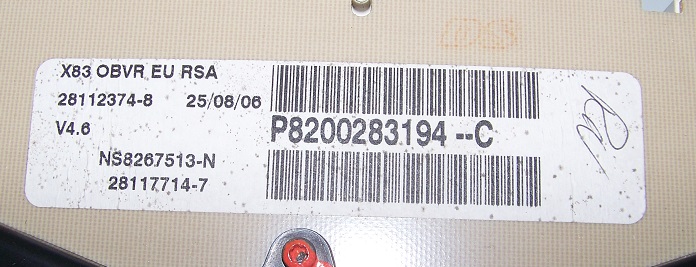 X83 OBVR EU RSA
28112374-8 25/08/06
V4.6
P8200283194 --C
NS8267513-N
28117714-7